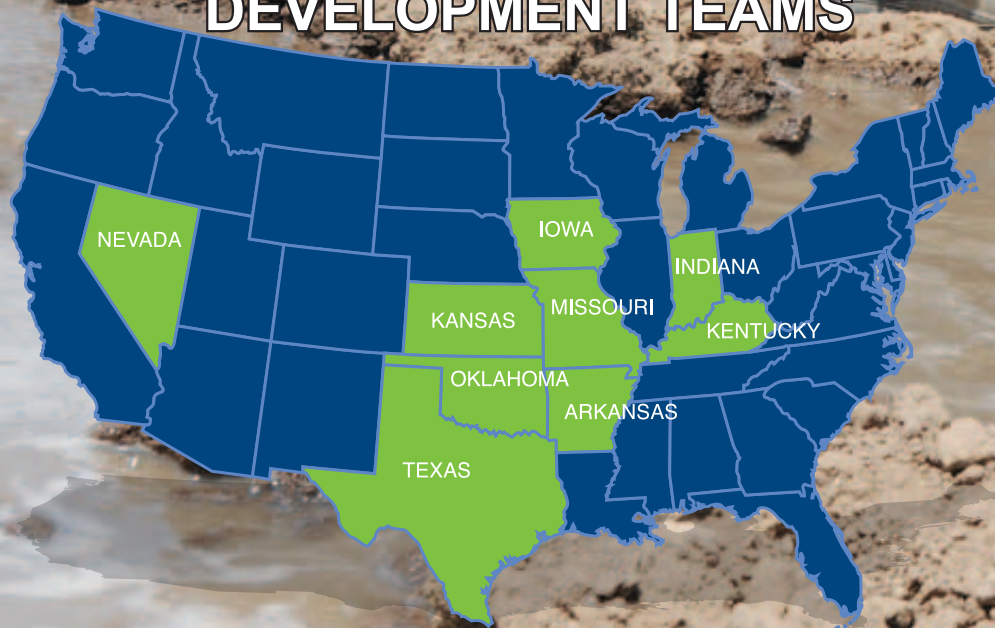 DEVELOPMENT TEAMS
IOWA
NEVADA
INDIANA
MISSOURI
KANSAS
KENTUCKY
OKLAHOMA
ARKANSAS
TEXAS